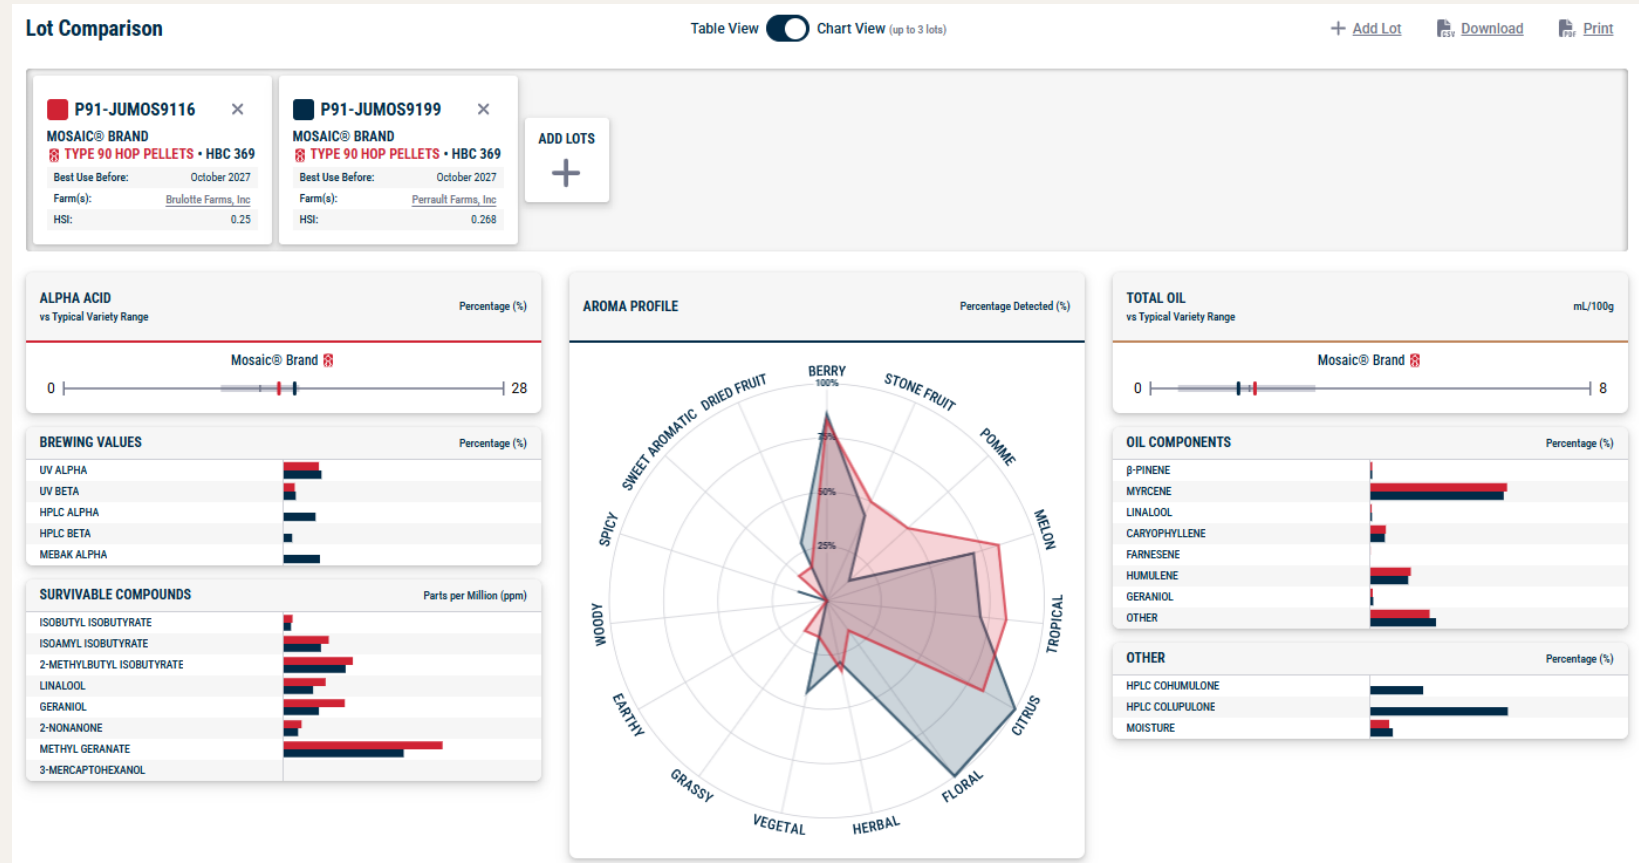 Lot Comparison
Table View Chart View (up to 3 lots)
+ Add Lot CSV Download PDF Print
P91-JUMOS9116 ×
MOSAIC® BRAND
TYPE 90 HOP PELLETS • HBC 369
Best Use Before: October 2027
Farm(s): Brulotte Farms, Inc
HSI: 0.25
P91-JUMOS9199 ×
MOSAIC® BRAND
TYPE 90 HOP PELLETS • HBC 369
Best Use Before: October 2027
Farm(s): Perrault Farms, Inc
HSI: 0.268
ADD LOTS
+
ALPHA ACID
vs Typical Variety Range
Percentage (%)
Mosaic® Brand
0 28
BREWING VALUES Percentage (%)
UV ALPHA
UV BETA
HPLC ALPHA
HPLC BETA
MEBAK ALPHA
SURVIVABLE COMPOUNDS Parts per Million (ppm)
ISOBUTYL ISOBUTYRATE
ISOAMYL ISOBUTYRATE
2-METHYLBUTYL ISOBUTYRATE
LINALOOL
GERANIOL
2-NONANONE
METHYL GERANATE
3-MERCAPTOHEXANOL
AROMA PROFILE Percentage Detected (%)
BERRY
100%
75%
50%
25%
STONE FRUIT
POMME
MELON
TROPICAL
CITRUS
FLORAL
HERBAL
VEGETAL
GRASSY
EARTHY
WOODY
SPICY
SWEET AROMATIC
DRIED FRUIT
TOTAL OIL
vs Typical Variety Range
mL/100g
Mosaic® Brand
0 8
OIL COMPONENTS Percentage (%)
β-PINENE
MYRCENE
LINALOOL
CARYOPHYLLENE
FARNESENE
HUMULENE
GERANIOL
OTHER
OTHER Percentage (%)
HPLC COHUMULONE
HPLC COLUPULONE
MOISTURE